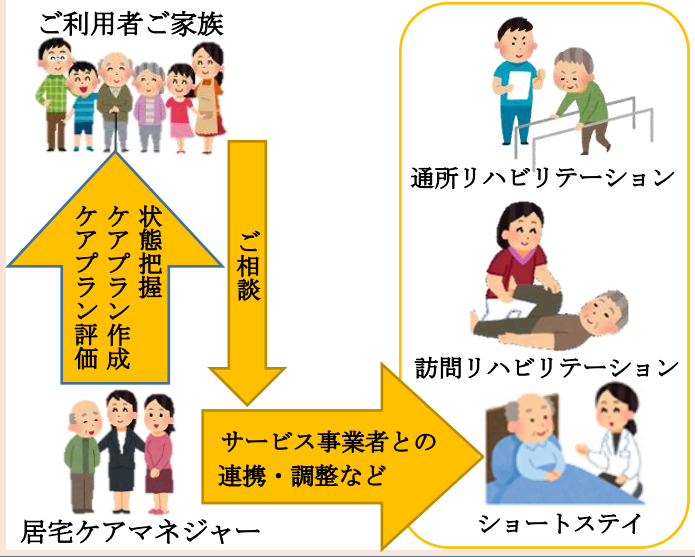 ご利用者ご家族
状態把握
ケアプラン作成
ケアプラン評価
ご相談
居宅ケアマネジャー
サービス事業者との
連携・調整など
通所リハビリテーション
訪問リハビリテーション
ショートステイ